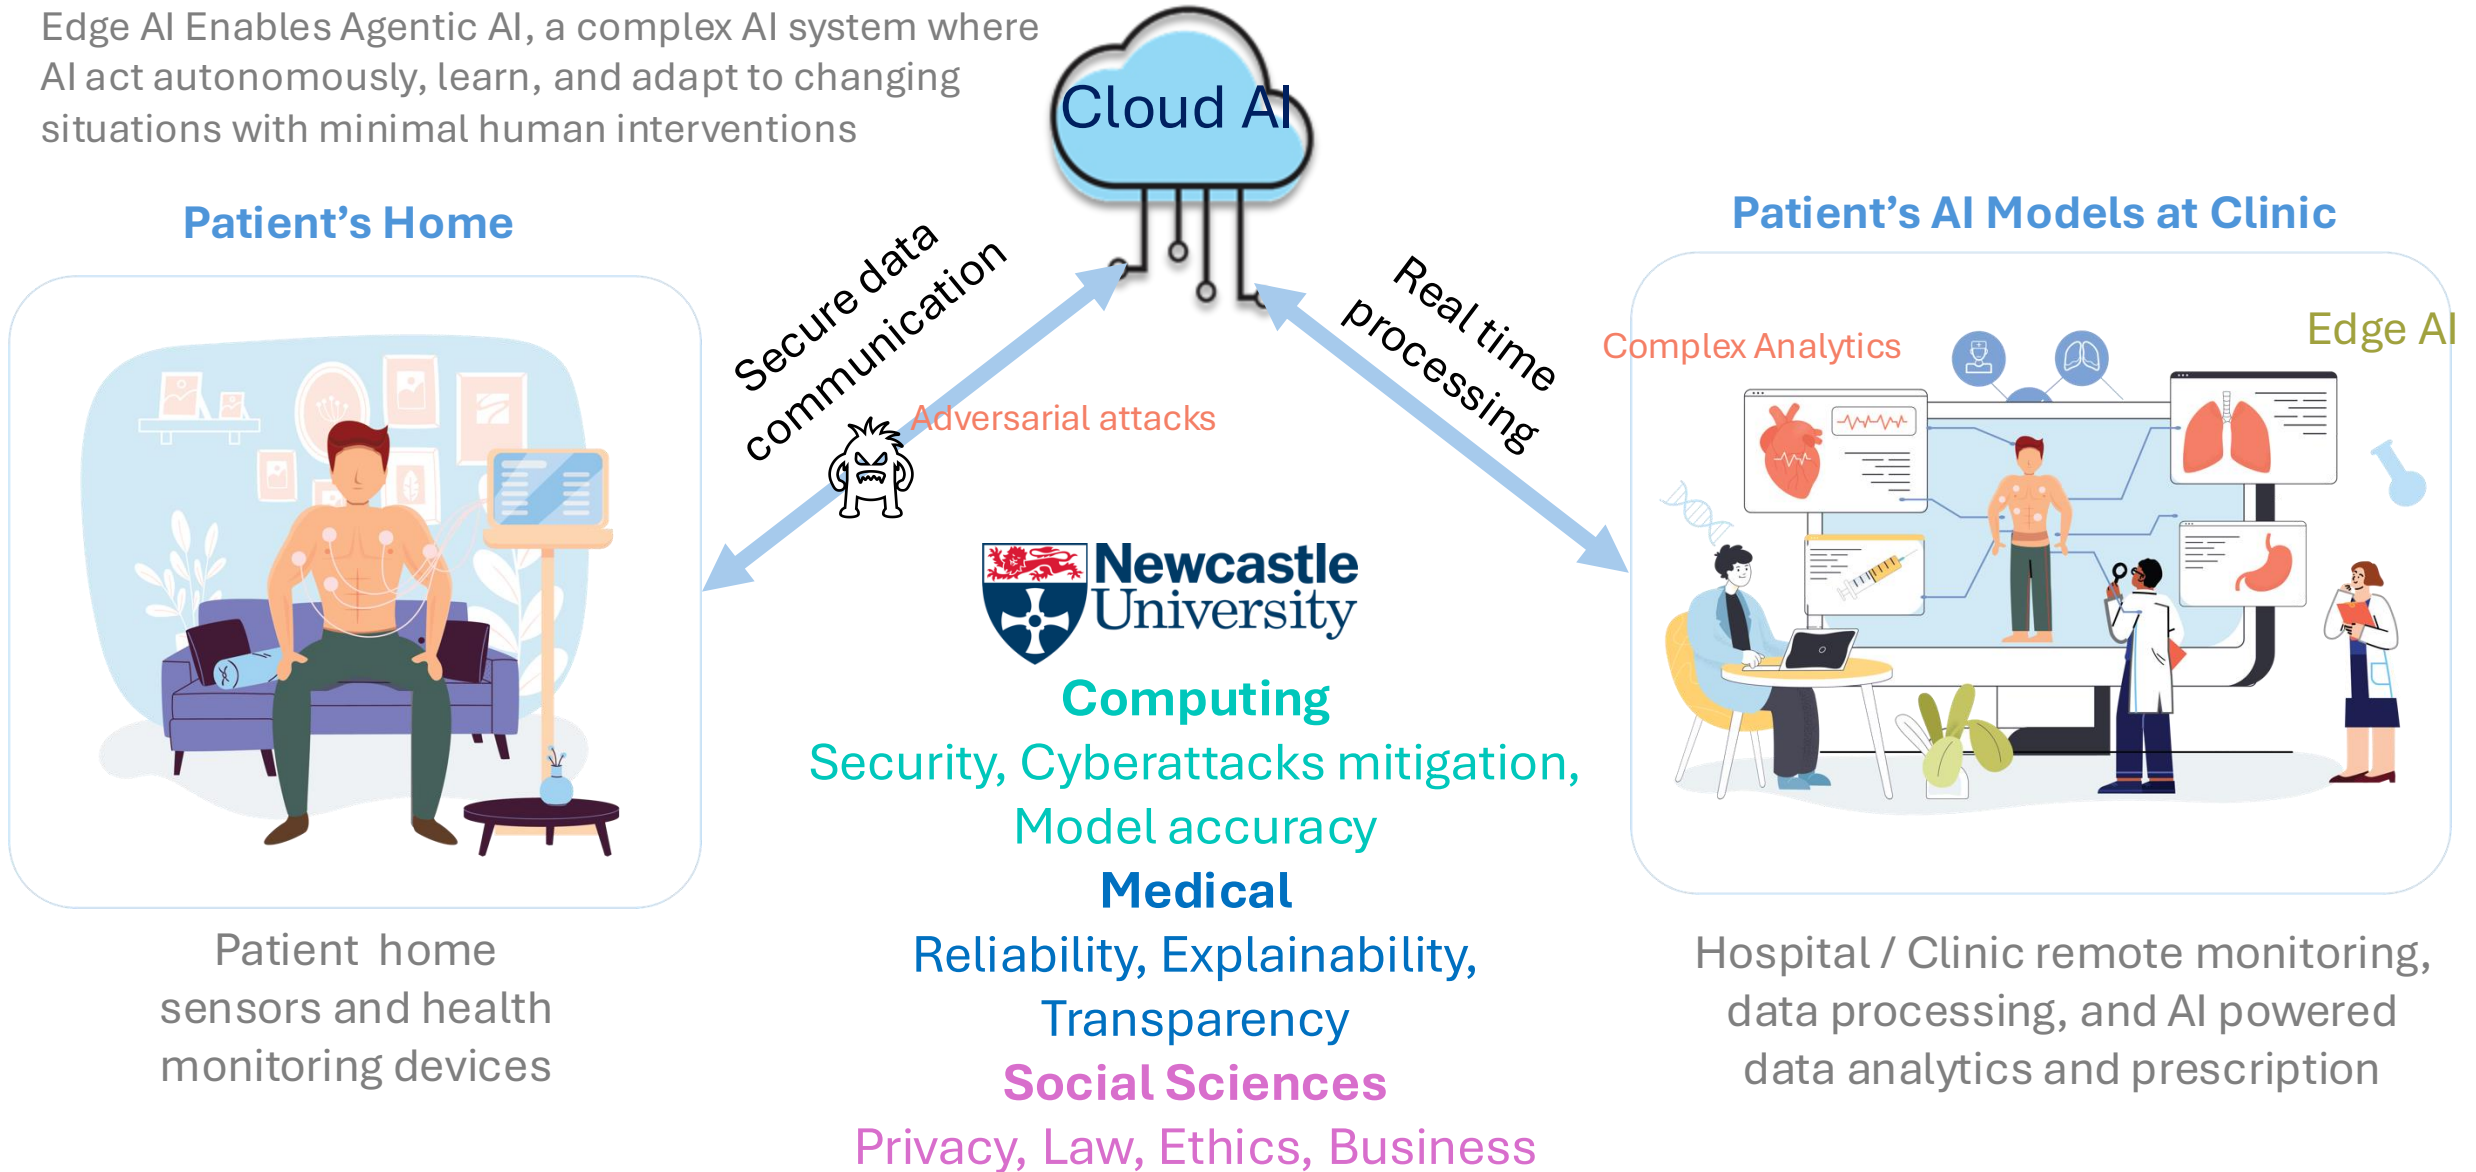 Edge AI Enables Agentic AI, a complex AI system where
AI act autonomously, learn, and adapt to changing
situations with minimal human interventions
Cloud AI
Patient's Home
Secure data
communication
Adversarial attacks
Real time
processing
Patient's AI Models at Clinic
Complex Analytics
Edge AI
Newcastle
University
Computing
Security, Cyberattacks mitigation,
Model accuracy
Medical
Reliability, Explainability,
Transparency
Social Sciences
Privacy, Law, Ethics, Business
Patient home
sensors and health
monitoring devices
Hospital / Clinic remote monitoring,
data processing, and AI powered
data analytics and prescription